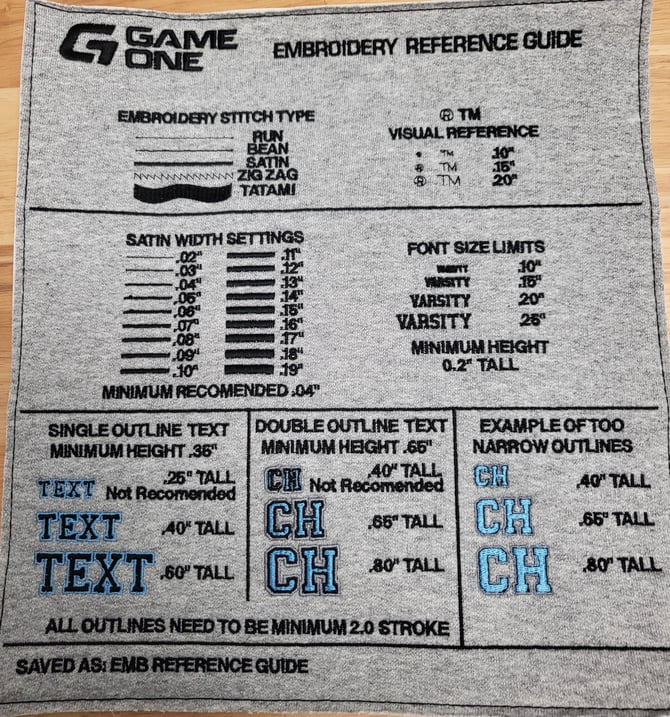 GAME ONE
EMBROIDERY REFERENCE GUIDE
EMBROIDERY STITCH TYPE
RUN
BEAN
SATIN
ZIG ZAG
TATAMI
® TM
VISUAL REFERENCE
® TM .10"
® TM .15"
® TM .20"
SATIN WIDTH SETTINGS
.02" .11"
.03" .12"
.04" .13"
.05" .14"
.06" .15"
.07" .16"
.08" .17"
.09" .18"
.10" .19"
MINIMUM RECOMENDED .04"
FONT SIZE LIMITS
VARSITY .10"
VARSITY .15"
VARSITY .20"
VARSITY .25"
MINIMUM HEIGHT
0.2" TALL
SINGLE OUTLINE TEXT
MINIMUM HEIGHT .35"
TEXT .25" TALL
Not Recomended
TEXT .40" TALL
TEXT .60" TALL
DOUBLE OUTLINE TEXT
MINIMUM HEIGHT .65"
CH .40" TALL
Not Recomended
CH .65" TALL
CH .80" TALL
EXAMPLE OF TOO
NARROW OUTLINES
CH .40" TALL
CH .65" TALL
CH .80" TALL
ALL OUTLINES NEED TO BE MINIMUM 2.0 STROKE
SAVED AS: EMB REFERENCE GUIDE